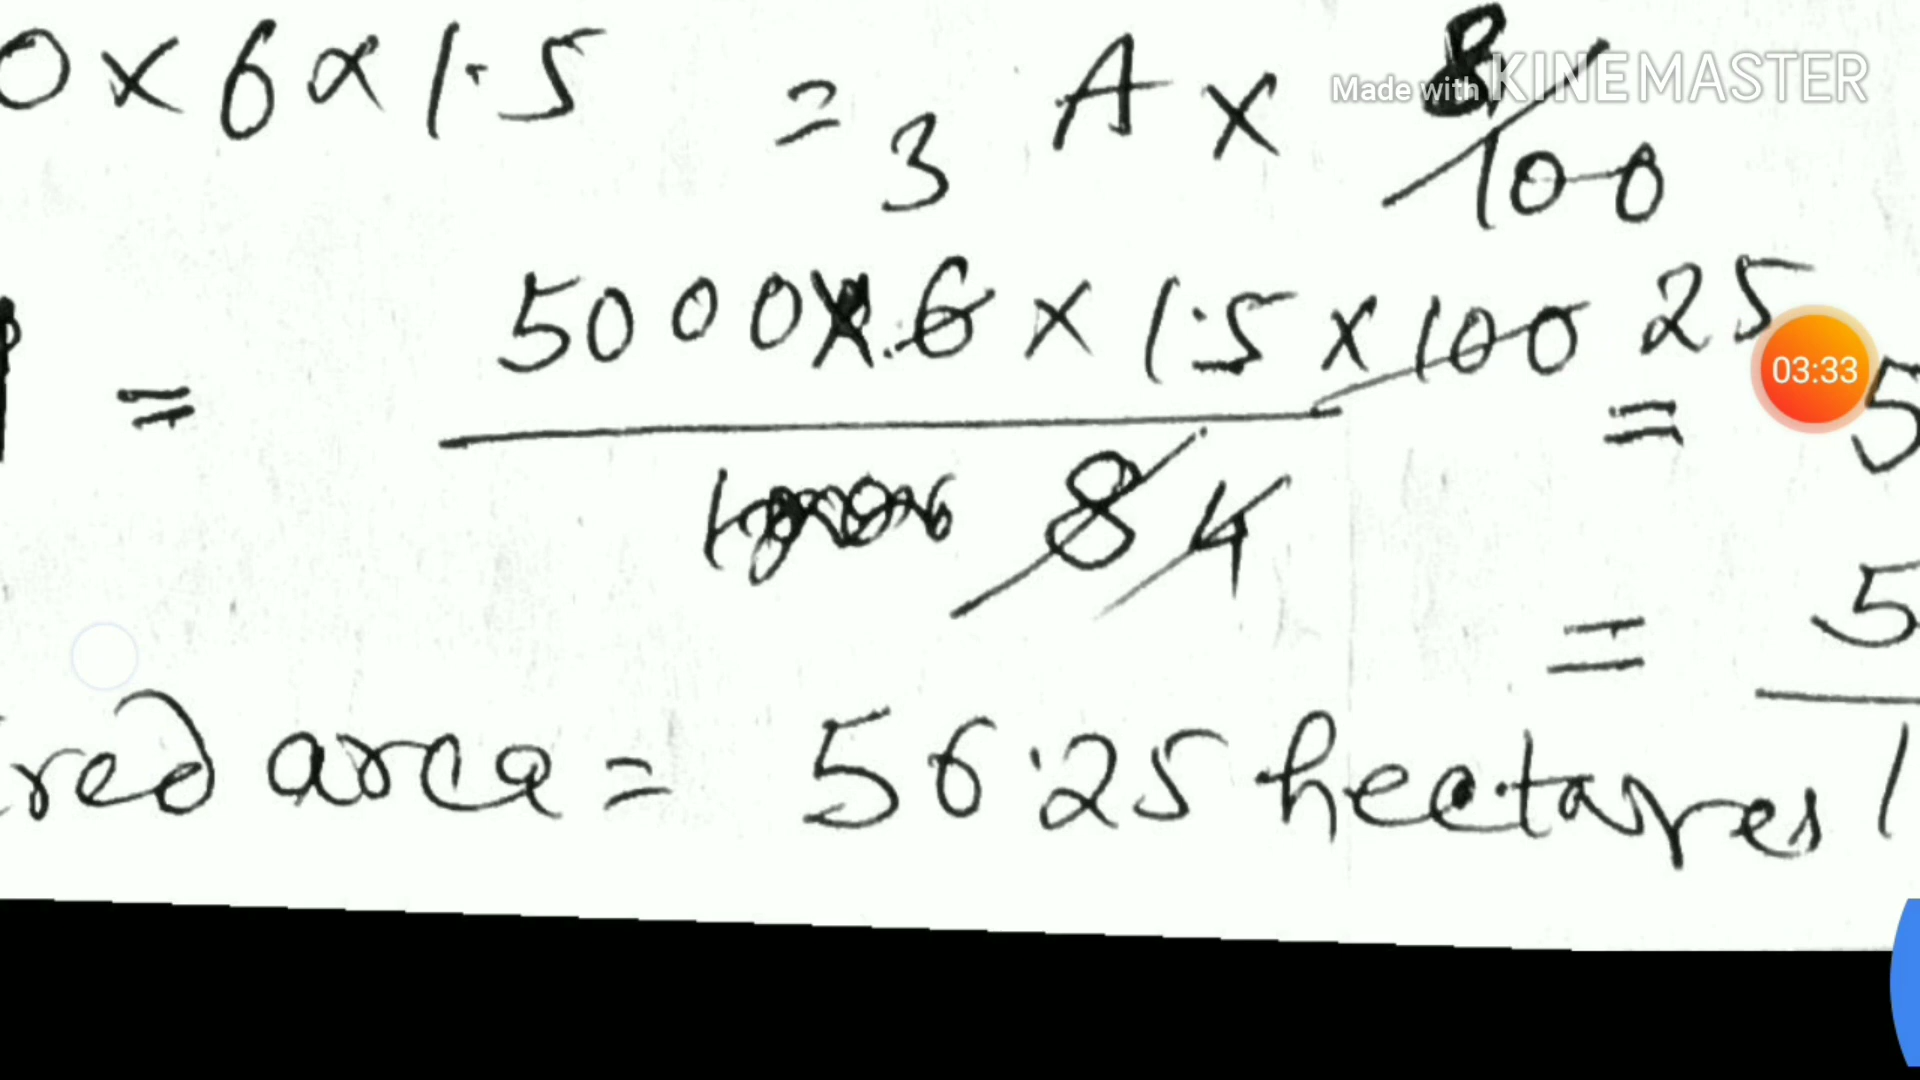 0 × 6 × 1.5 = A × 8/100
Made with KINEMASTER
3
= 5000 × 6 × 1.5 × 100 25 = 5
03:33
8 4
= 5
red area = 56.25 hectares 1